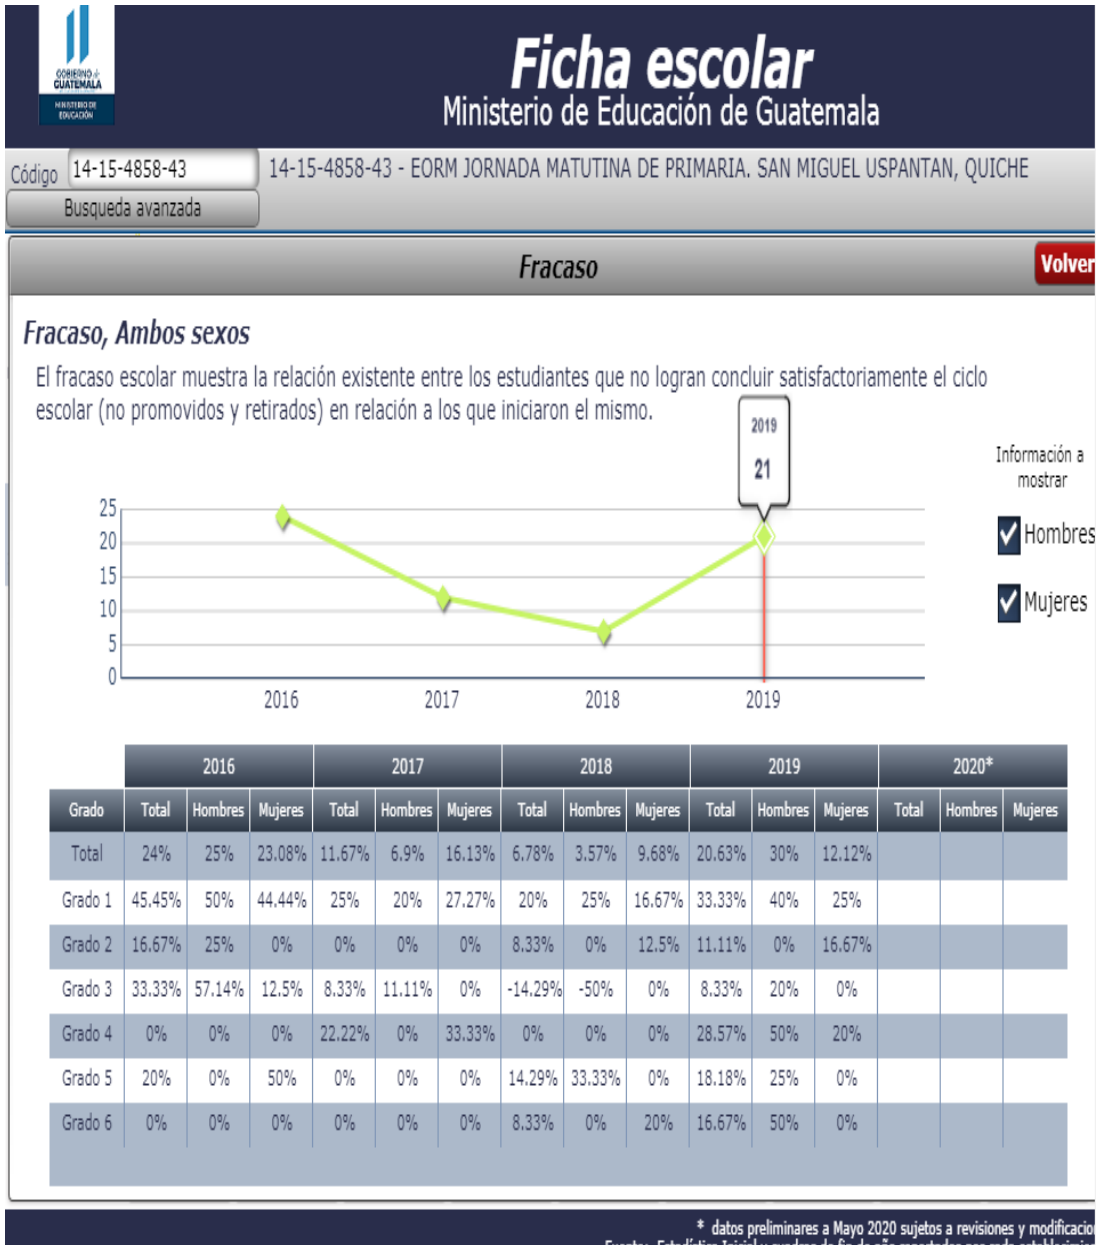 GOBIERNO de
GUATEMALA
MINISTERIO DE
EDUCACIÓN
Ficha escolar
Ministerio de Educación de Guatemala
Código 14-15-4858-43 14-15-4858-43 - EORM JORNADA MATUTINA DE PRIMARIA. SAN MIGUEL USPANTAN, QUICHE
Busqueda avanzada
Fracaso Volver
Fracaso, Ambos sexos
El fracaso escolar muestra la relación existente entre los estudiantes que no logran concluir satisfactoriamente el ciclo
escolar (no promovidos y retirados) en relación a los que iniciaron el mismo.
2019
21
Información a
mostrar
Hombres
Mujeres
25
20
15
10
5
0
2016 2017 2018 2019
2016 2017 2018 2019 2020*
Grado Total Hombres Mujeres Total Hombres Mujeres Total Hombres Mujeres Total Hombres Mujeres Total Hombres Mujeres
Total 24% 25% 23.08% 11.67% 6.9% 16.13% 6.78% 3.57% 9.68% 20.63% 30% 12.12%
Grado 1 45.45% 50% 44.44% 25% 20% 27.27% 20% 25% 16.67% 33.33% 40% 25%
Grado 2 16.67% 25% 0% 0% 0% 0% 8.33% 0% 12.5% 11.11% 0% 16.67%
Grado 3 33.33% 57.14% 12.5% 8.33% 11.11% 0% -14.29% -50% 0% 8.33% 20% 0%
Grado 4 0% 0% 0% 22.22% 0% 33.33% 0% 0% 0% 28.57% 50% 20%
Grado 5 20% 0% 50% 0% 0% 0% 14.29% 33.33% 0% 18.18% 25% 0%
Grado 6 0% 0% 0% 0% 0% 0% 8.33% 0% 20% 16.67% 50% 0%
* datos preliminares a Mayo 2020 sujetos a revisiones y modificacion